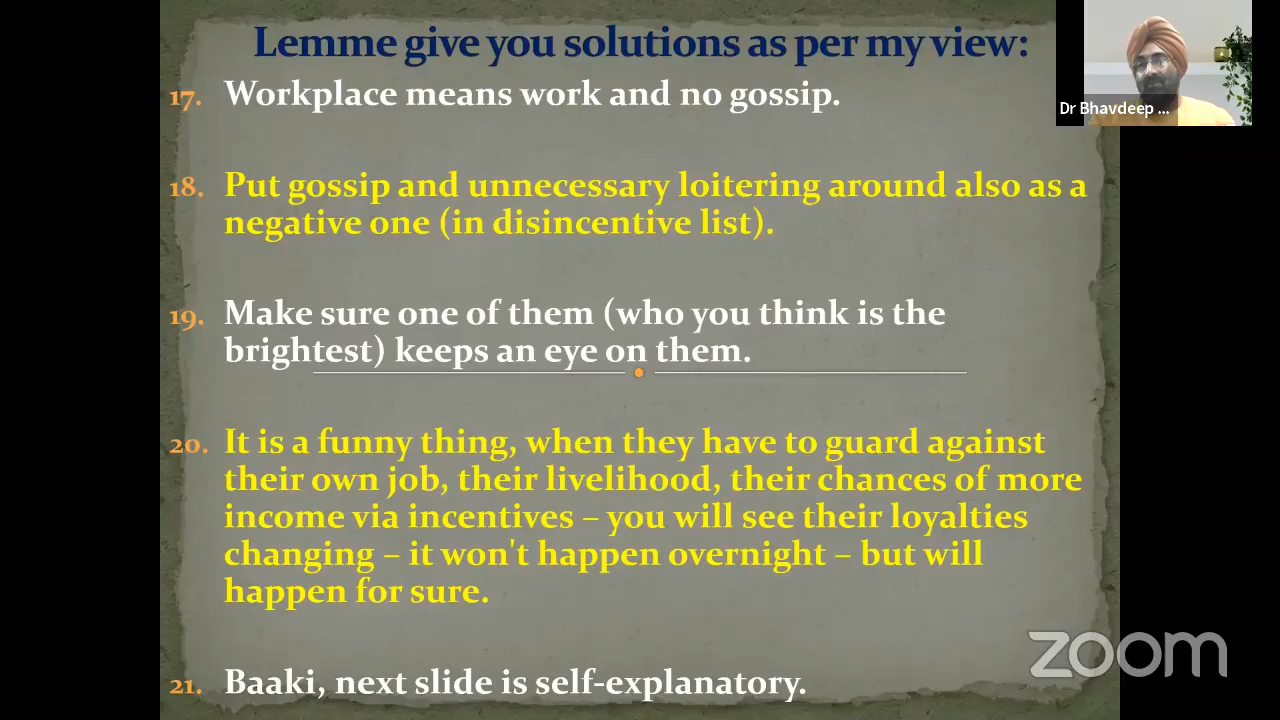 Lemme give you solutions as per my view:
17. Workplace means work and no gossip.
18. Put gossip and unnecessary loitering around also as a
negative one (in disincentive list).
19. Make sure one of them (who you think is the
brightest) keeps an eye on them.
20. It is a funny thing, when they have to guard against
their own job, their livelihood, their chances of more
income via incentives – you will see their loyalties
changing – it won't happen overnight – but will
happen for sure.
21. Baaki, next slide is self-explanatory.
Dr Bhavdeep ...
zoom